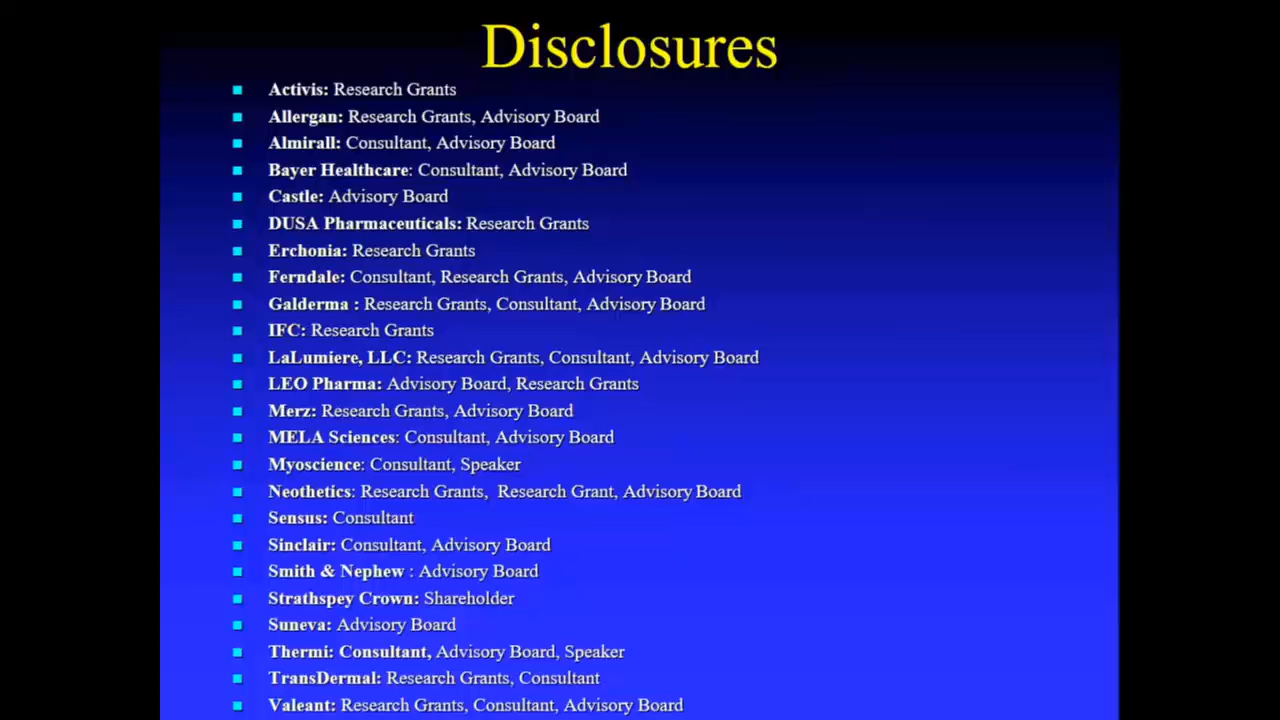 Disclosures
Activis: Research Grants
Allergan: Research Grants, Advisory Board
Almirall: Consultant, Advisory Board
Bayer Healthcare: Consultant, Advisory Board
Castle: Advisory Board
DUSA Pharmaceuticals: Research Grants
Erchonia: Research Grants
Ferndale: Consultant, Research Grants, Advisory Board
Galderma : Research Grants, Consultant, Advisory Board
IFC: Research Grants
LaLumiere, LLC: Research Grants, Consultant, Advisory Board
LEO Pharma: Advisory Board, Research Grants
Merz: Research Grants, Advisory Board
MELA Sciences: Consultant, Advisory Board
Myoscience: Consultant, Speaker
Neothetics: Research Grants,  Research Grant, Advisory Board
Sensus: Consultant
Sinclair: Consultant, Advisory Board
Smith & Nephew : Advisory Board
Strathspey Crown: Shareholder
Suneva: Advisory Board
Thermi: Consultant, Advisory Board, Speaker
TransDermal: Research Grants, Consultant
Valeant: Research Grants, Consultant, Advisory Board